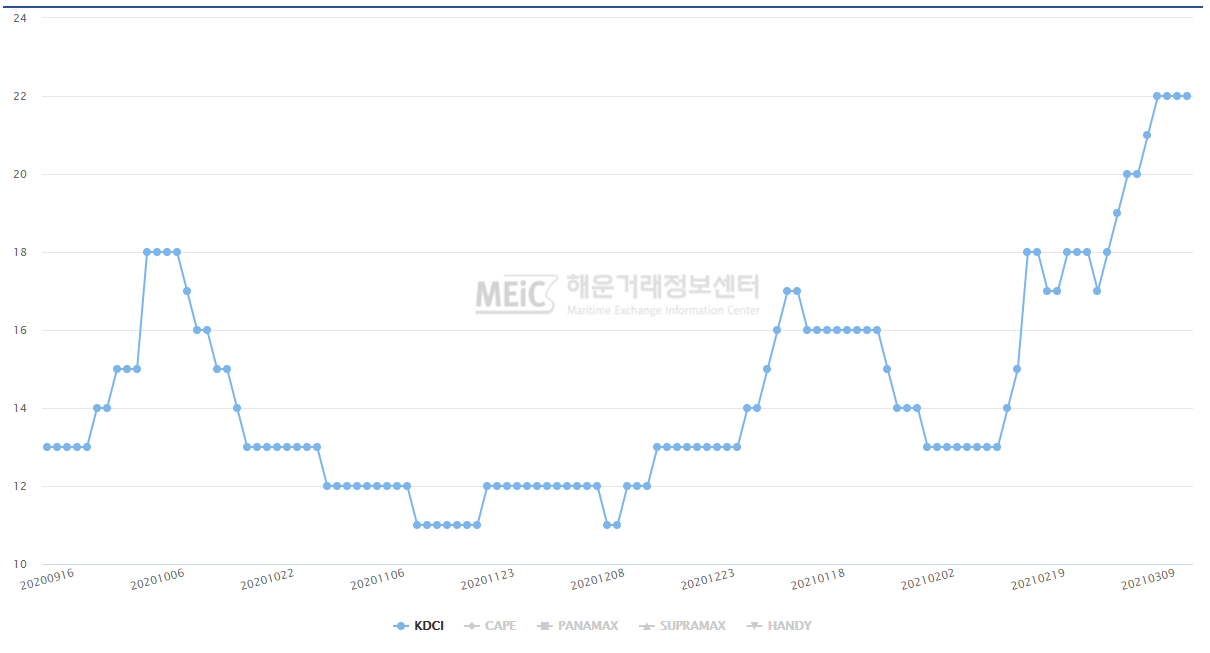 24
22
20
18
16
14
12
10
MEiC 해운거래정보센터
Maritime Exchange Information Center
20200916 20201006 20201022 20201106 20201123 20201208 20201223 20210118 20210202 20210219 20210309
KDCI CAPE PANAMAX SUPRAMAX HANDY